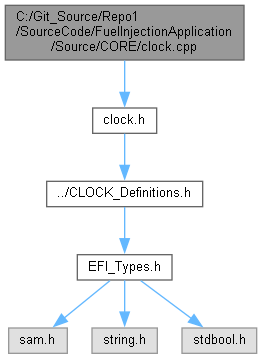 C:/Git_Source/Repo1
/SourceCode/FuelInjectionApplication
/Source/CORE/clock.cpp
clock.h
../CLOCK_Definitions.h
EFI_Types.h
sam.h
string.h
stdbool.h